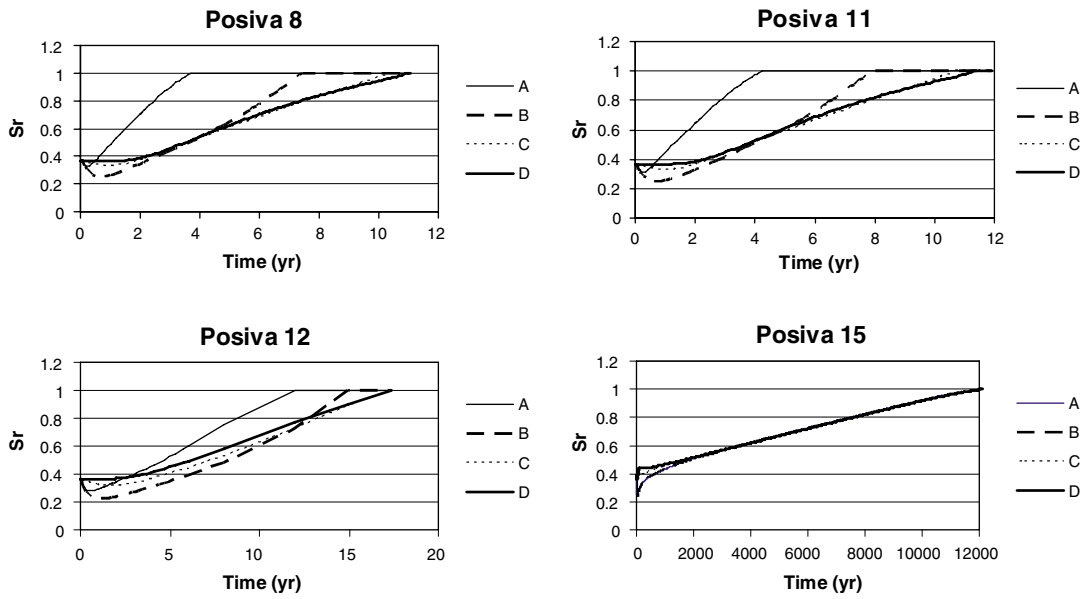 Posiva 8
1.2
1
0.8
0.6
0.4
0.2
0
Sr
0 2 4 6 8 10 12
Time (yr)
A
B
C
D
Posiva 11
1.2
1
0.8
0.6
0.4
0.2
0
Sr
0 2 4 6 8 10 12
Time (yr)
A
B
C
D
Posiva 12
1.2
1
0.8
0.6
0.4
0.2
0
Sr
0 5 10 15 20
Time (yr)
A
B
C
D
Posiva 15
1.2
1
0.8
0.6
0.4
0.2
0
Sr
0 2000 4000 6000 8000 10000 12000
Time (yr)
A
B
C
D